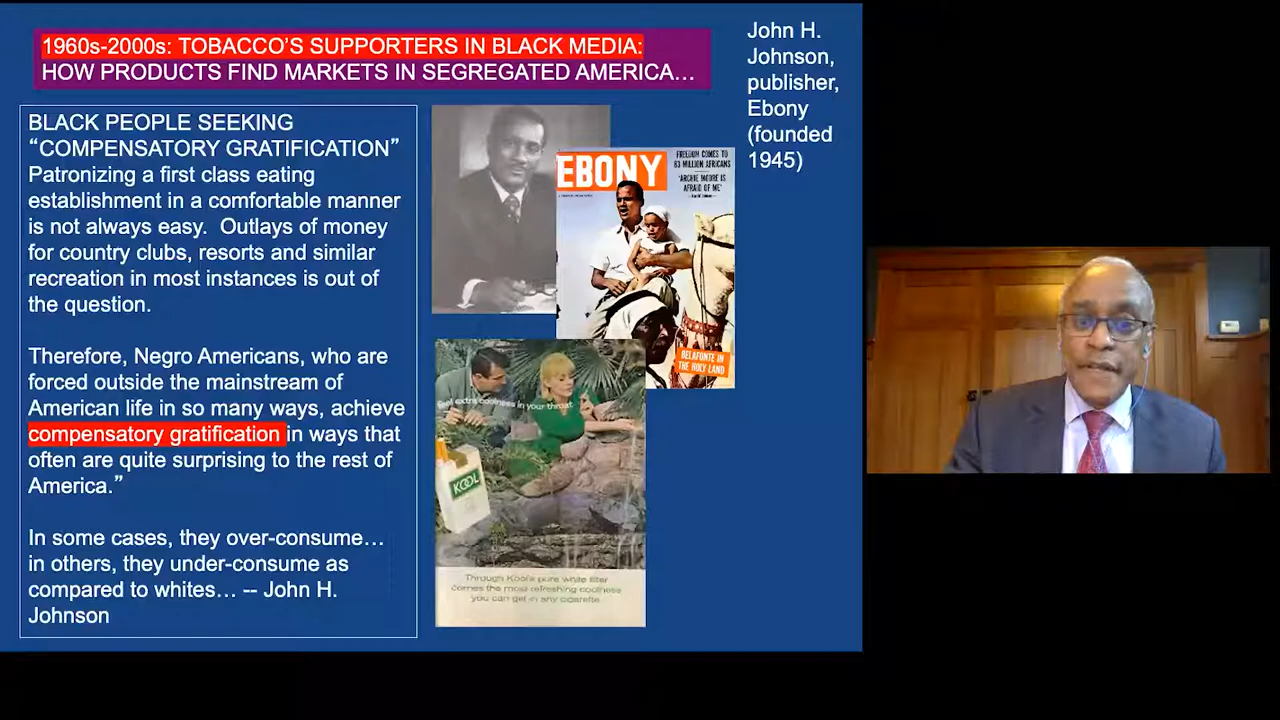 1960s-2000s: TOBACCO’S SUPPORTERS IN BLACK MEDIA:
HOW PRODUCTS FIND MARKETS IN SEGREGATED AMERICA…
John H.
Johnson,
publisher,
Ebony
(founded
1945)
BLACK PEOPLE SEEKING
“COMPENSATORY GRATIFICATION”
Patronizing a first class eating
establishment in a comfortable manner
is not always easy.  Outlays of money
for country clubs, resorts and similar
recreation in most instances is out of
the question.
Therefore, Negro Americans, who are
forced outside the mainstream of
American life in so many ways, achieve
compensatory gratification in ways that
often are quite surprising to the rest of
America.”
In some cases, they over-consume…
in others, they under-consume as
compared to whites… -- John H.
Johnson
EBONY
FREEDOM COMES TO
83 MILLION AFRICANS
'ARCHIE MOORE IS
AFRAID OF ME'
BELAFONTE IN
THE HOLY LAND
extra coolness in your throat
KOOL
Through Kool's pure white filter
comes the most refreshing coolness
you can get in any cigarette.